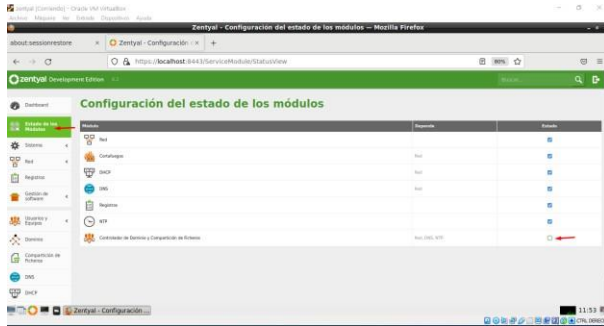 zentyal [Corriendo] - Oracle VM VirtualBox
Archivo Máquina Ver Entrada Dispositivos Ayuda
Zentyal - Configuración del estado de los módulos — Mozilla Firefox
about:sessionrestore
Zentyal - Configuración
https://localhost:8443/ServiceModule/StatusView
80%
zentyal Development Edition
Buscar...
Dashboard
Configuración del estado de los módulos
Estado de los Módulos
Módulo Depende Estado
Red
Sistema
Cortafuegos Red
Red
DHCP Red
Registros
DNS Red
Gestión de software
Registros
NTP
Usuarios y Equipos
Controlador de Dominio y Compartición de Ficheros Red, DNS, NTP
Dominio
Compartición de Ficheros
DNS
DHCP
Zentyal - Configuración ...
11:53
CTRL DERECHA